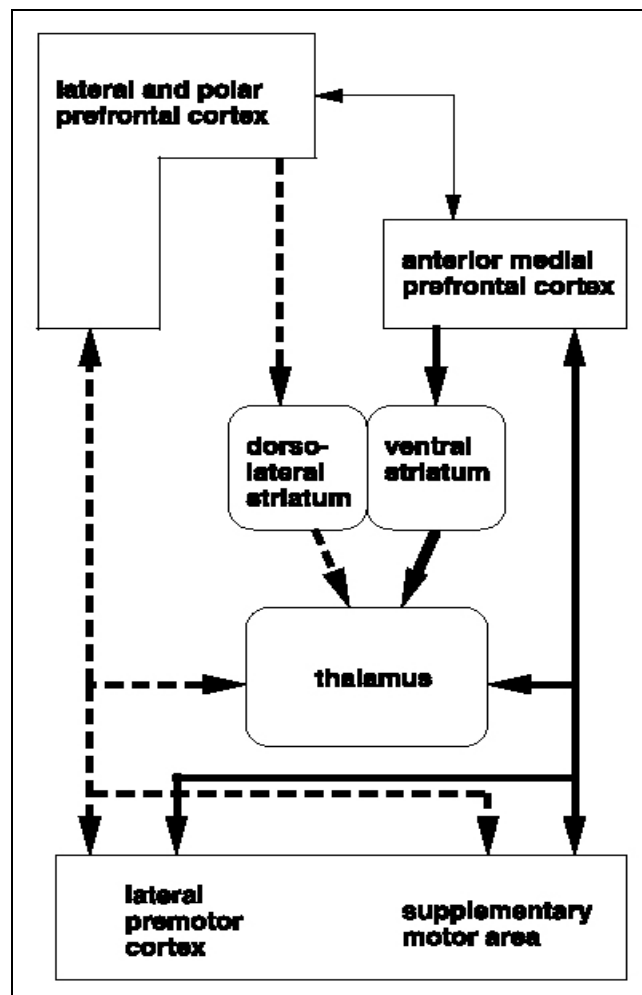 lateral and polar
prefrontal cortex
anterior medial
prefrontal cortex
dorso-
lateral
striatum
ventral
striatum
thalamus
lateral
premotor
cortex
supplementary
motor area